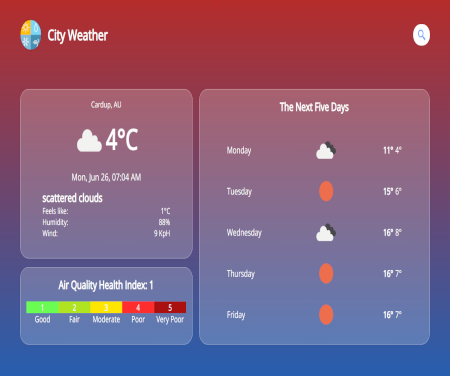 City Weather
Cardup, AU
4°C
Mon, Jun 26, 07:04 AM
scattered clouds
Feels like: 1°C
Humidity: 88%
Wind: 9 KpH
Air Quality Health Index: 1
1 2 3 4 5
Good Fair Moderate Poor Very Poor
The Next Five Days
Monday 11° 4°
Tuesday 15° 6°
Wednesday 16° 8°
Thursday 16° 7°
Friday 16° 7°